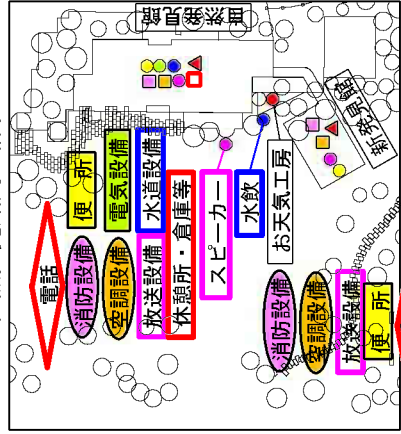 自然発見館
新発見館
電話
便　所
消防設備
電気設備
空調設備
水道設備
放送設備
休憩所・倉庫等
スピーカー
水飲
お天気工房
消防設備
空調設備
放送設備
便　所